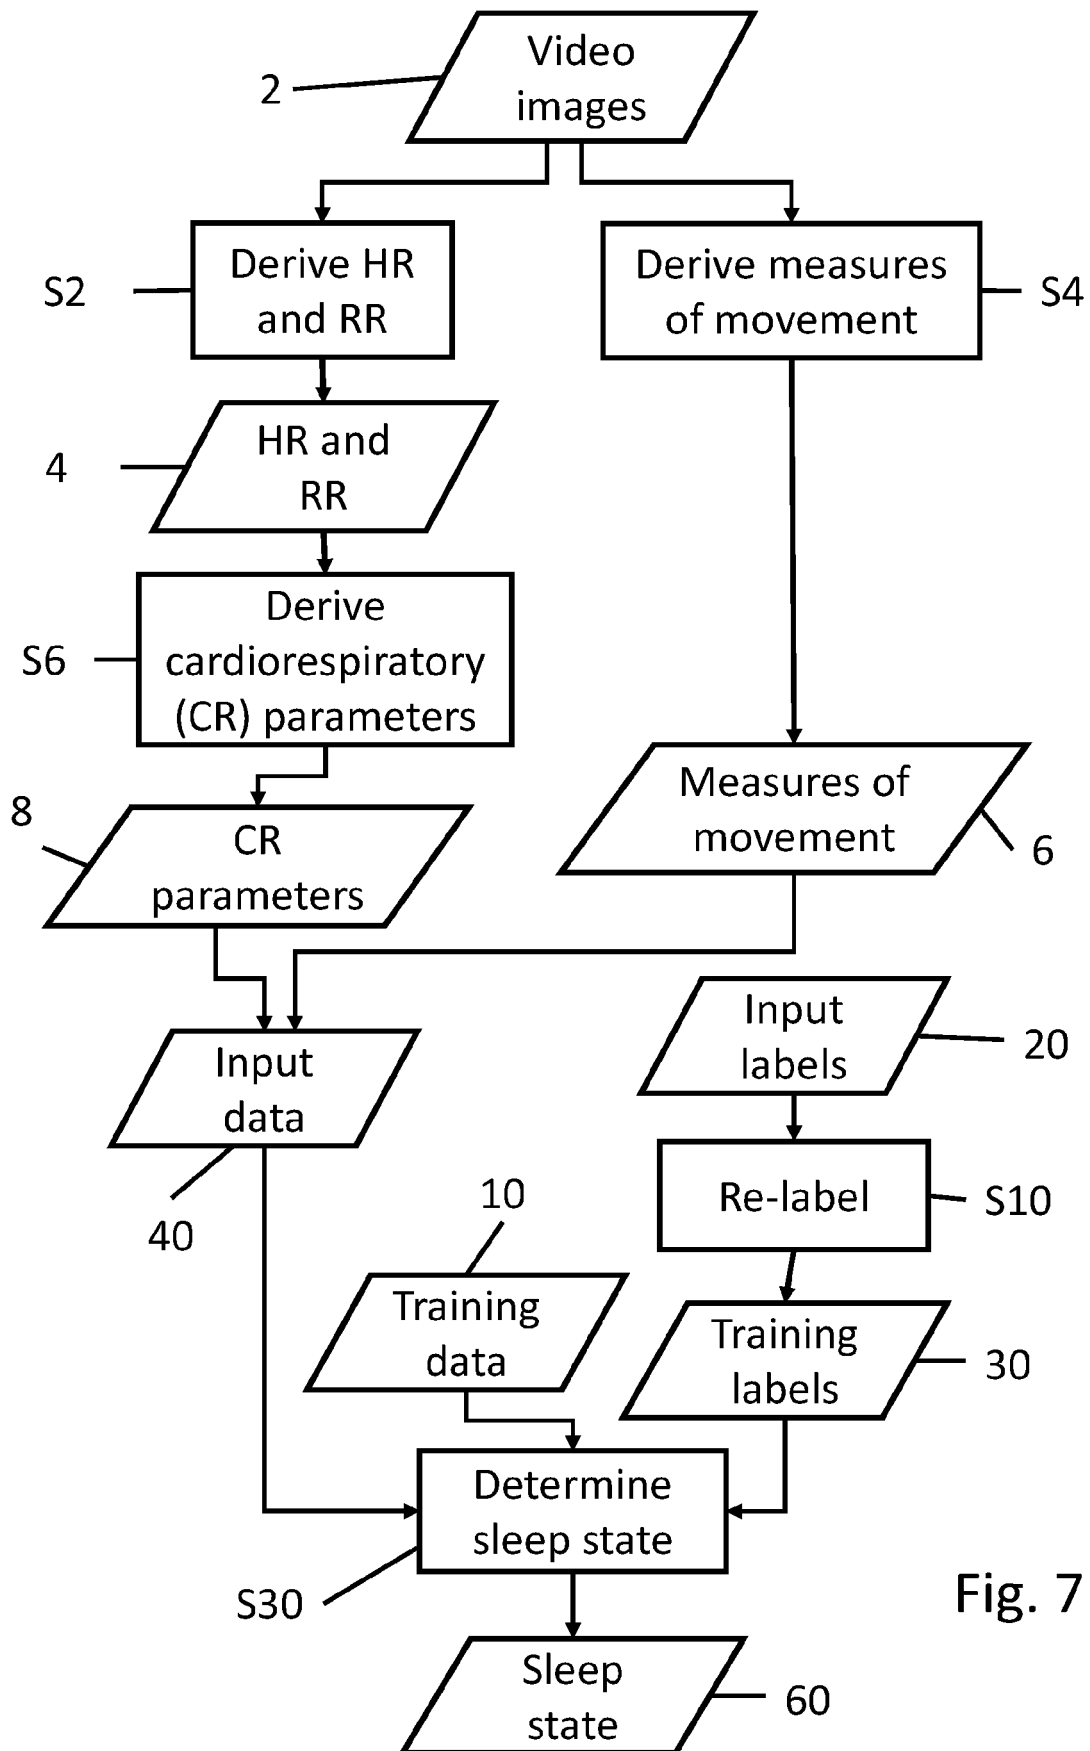 Video
images
2
Derive HR
and RR
S2
Derive measures
of movement
S4
HR and
RR
4
Derive
cardiorespiratory
(CR) parameters
S6
Measures of
movement
6
8
CR
parameters
Input
labels
20
Input
data
40
Re-label
S10
10
Training
data
Training
labels
30
Determine
sleep state
S30
Fig. 7
Sleep
state
60